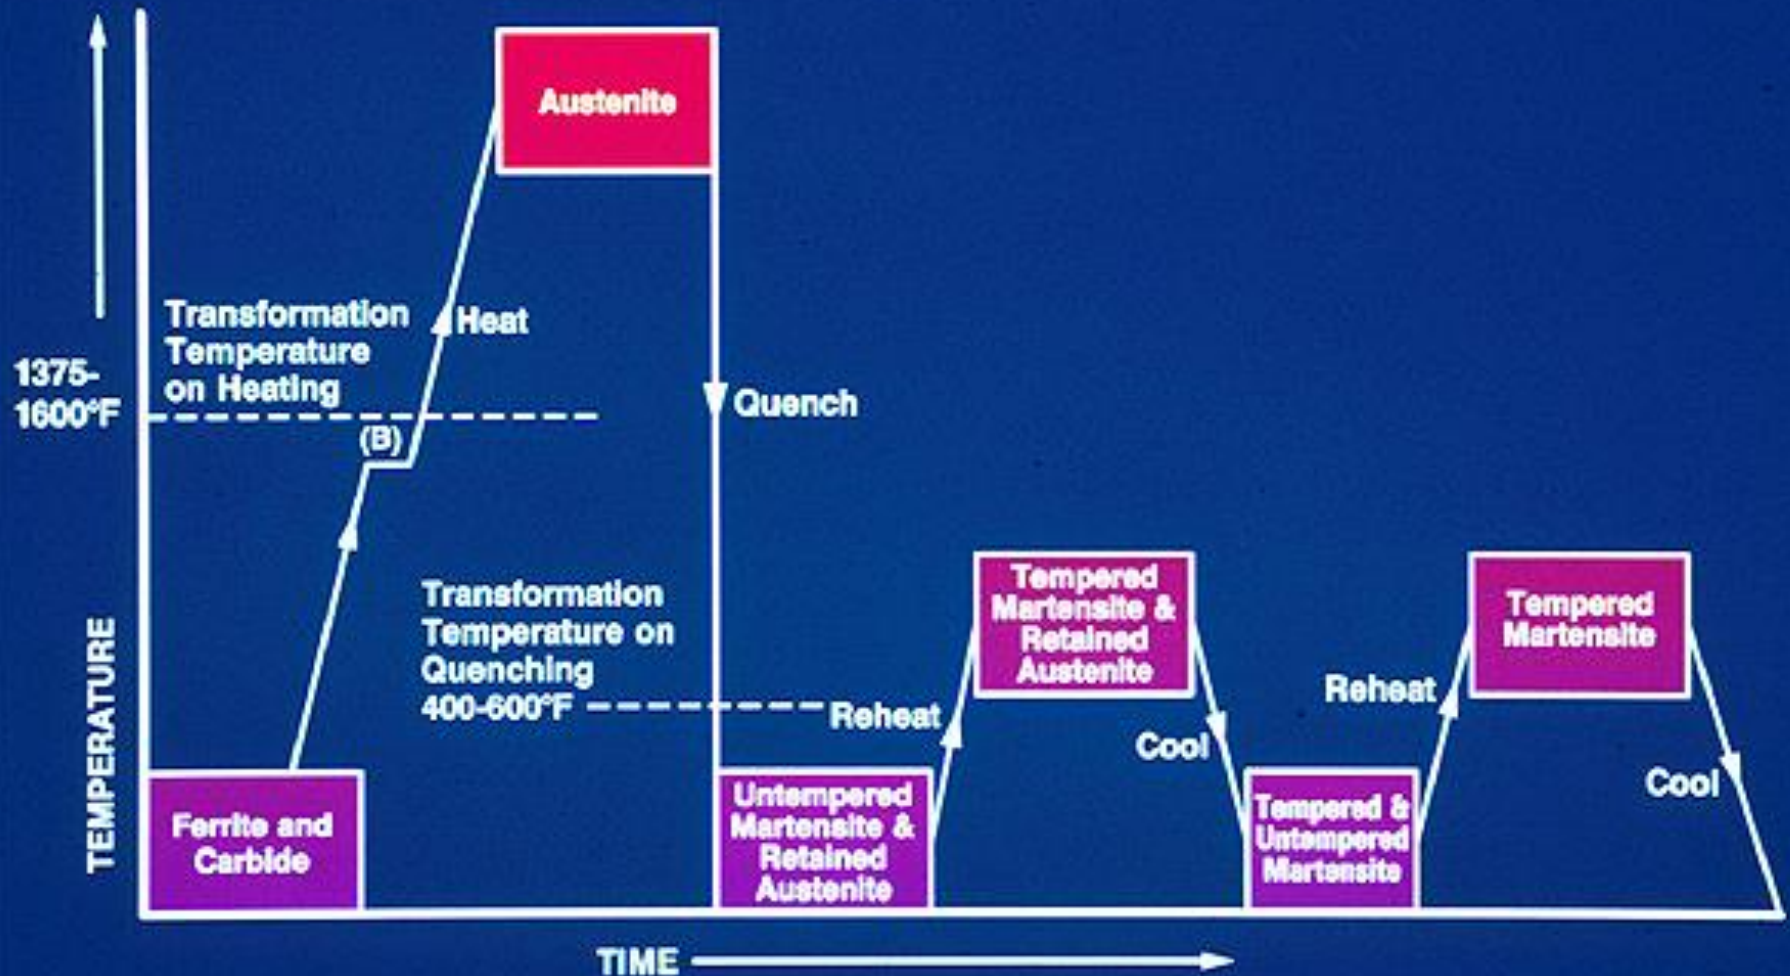 Austenite
Transformation
Temperature
on Heating
Heat
1375-
1600°F
(B)
Quench
Transformation
Temperature on
Quenching
400-600°F
Reheat
Tempered
Martensite &
Retained
Austenite
Cool
Reheat
Tempered
Martensite
Cool
Ferrite and
Carbide
Untempered
Martensite &
Retained
Austenite
Tempered &
Untempered
Martensite
TEMPERATURE
TIME